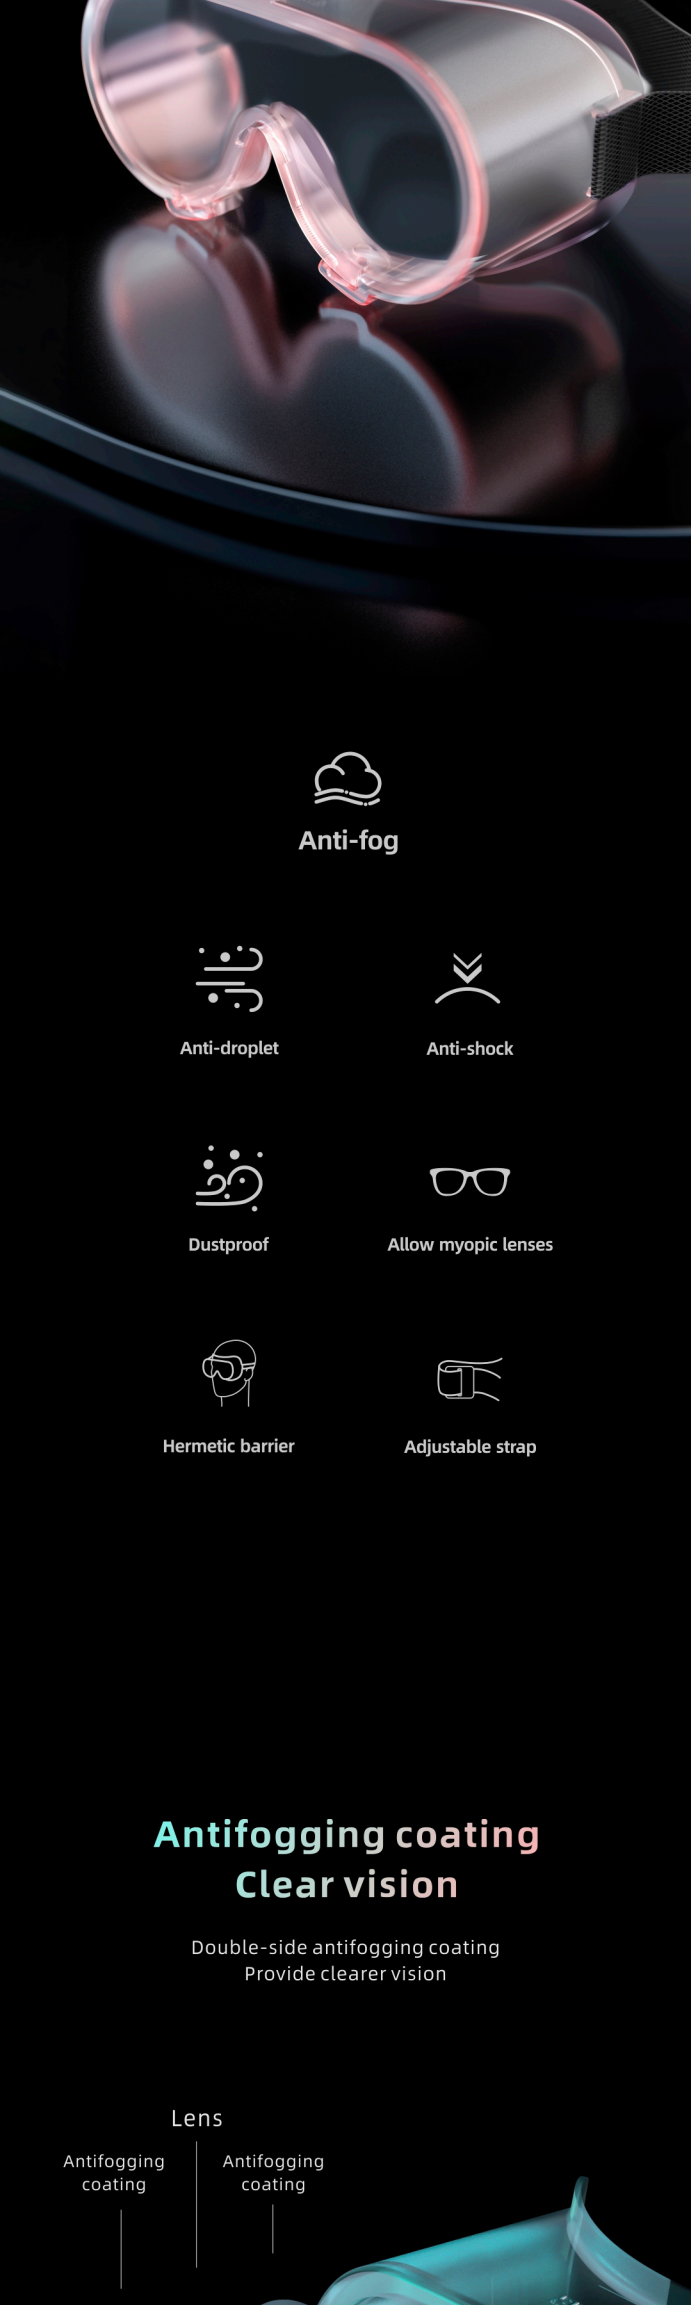 Anti-fog
Anti-droplet
Anti-shock
Dustproof
Allow myopic lenses
Hermetic barrier
Adjustable strap
Antifogging coating
Clear vision
Double-side antifogging coating
Provide clearer vision
Lens
Antifogging
coating
Antifogging
coating